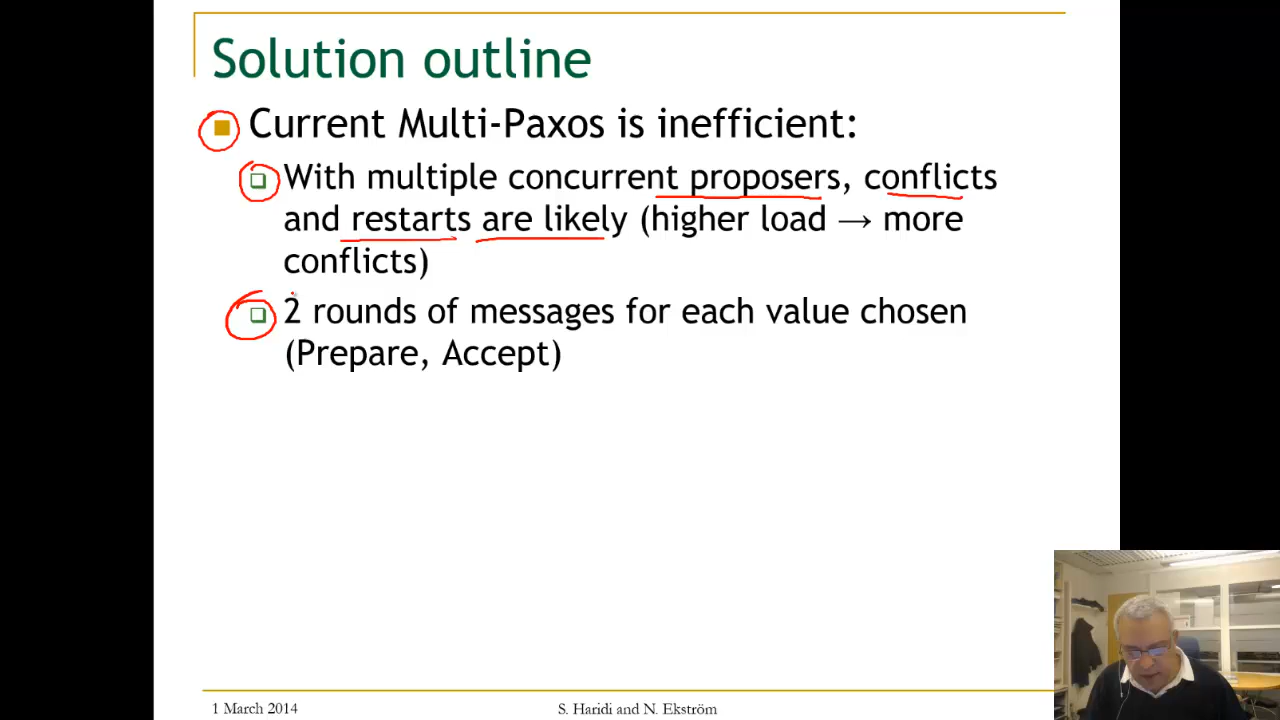 Solution outline
Current Multi-Paxos is inefficient:
With multiple concurrent proposers, conflicts
and restarts are likely (higher load → more
conflicts)
2 rounds of messages for each value chosen
(Prepare, Accept)
1 March 2014
S. Haridi and N. Ekström